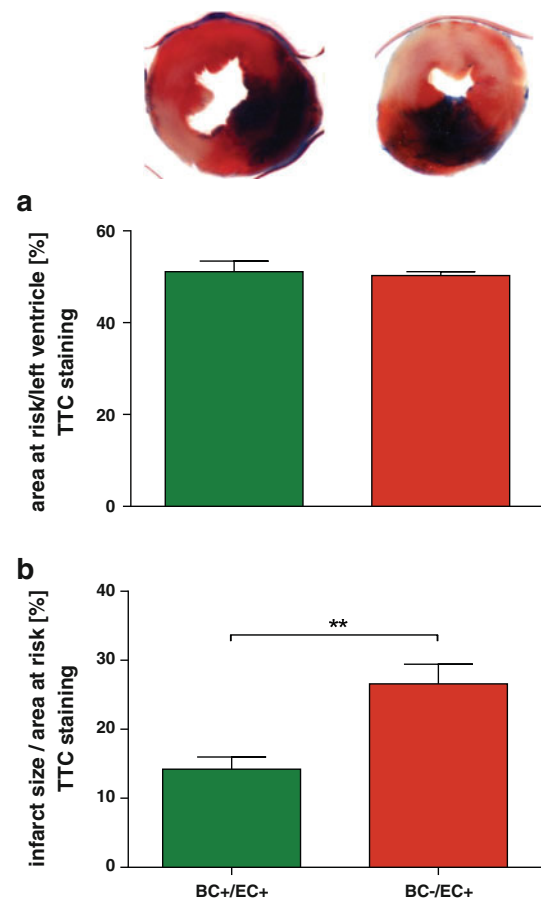 a
area at risk/left ventricle [%]
TTC staining
60
40
20
0
b
infarct size / area at risk [%]
TTC staining
40
30
20
10
0
**
BC+/EC+
BC-/EC+